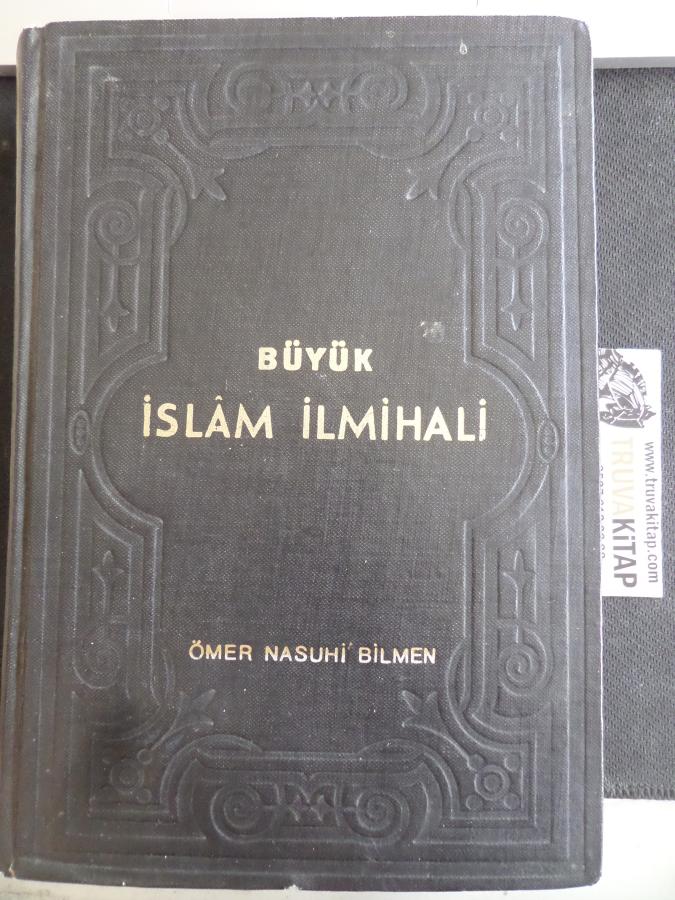 BÜYÜK
İSLÂM İLMİHALİ
ÖMER NASUHİ BİLMEN
www.truvakitap.com
TRUVAKİTAP